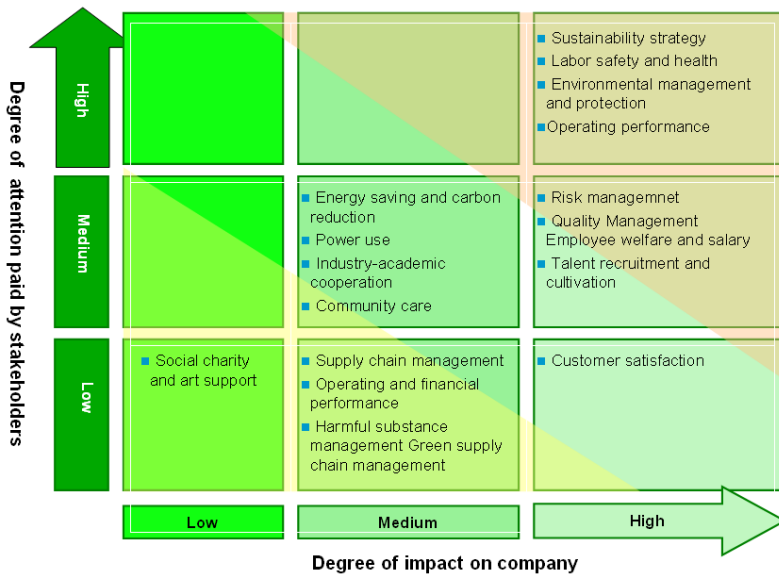 Degree of attention paid by stakeholders
High
Sustainability strategy
Labor safety and health
Environmental management
and protection
Operating performance
Medium
Energy saving and carbon
reduction
Power use
Industry-academic
cooperation
Community care
Risk managemnet
Quality Management
Employee welfare and salary
Talent recruitment and
cultivation
Low
Social charity
and art support
Supply chain management
Operating and financial
performance
Harmful substance
management Green supply
chain management
Customer satisfaction
Low
Medium
High
Degree of impact on company